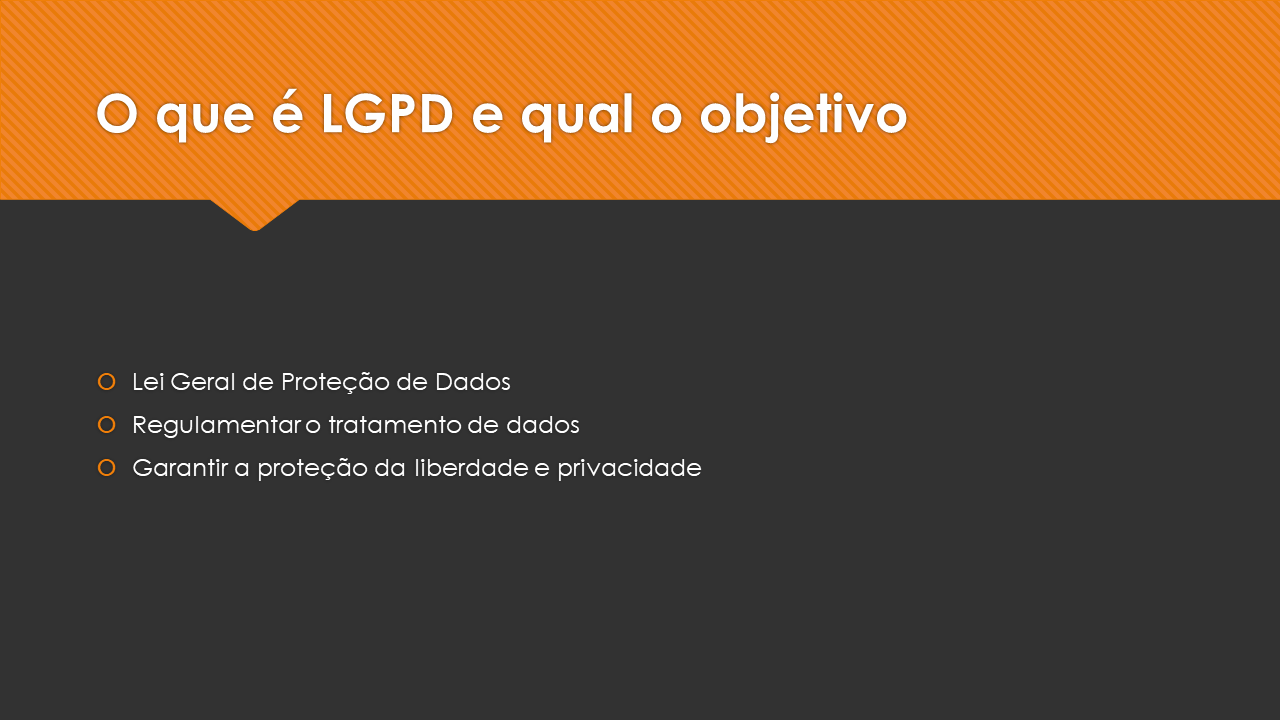 O que é LGPD e qual o objetivo
Lei Geral de Proteção de Dados
Regulamentar o tratamento de dados
Garantir a proteção da liberdade e privacidade